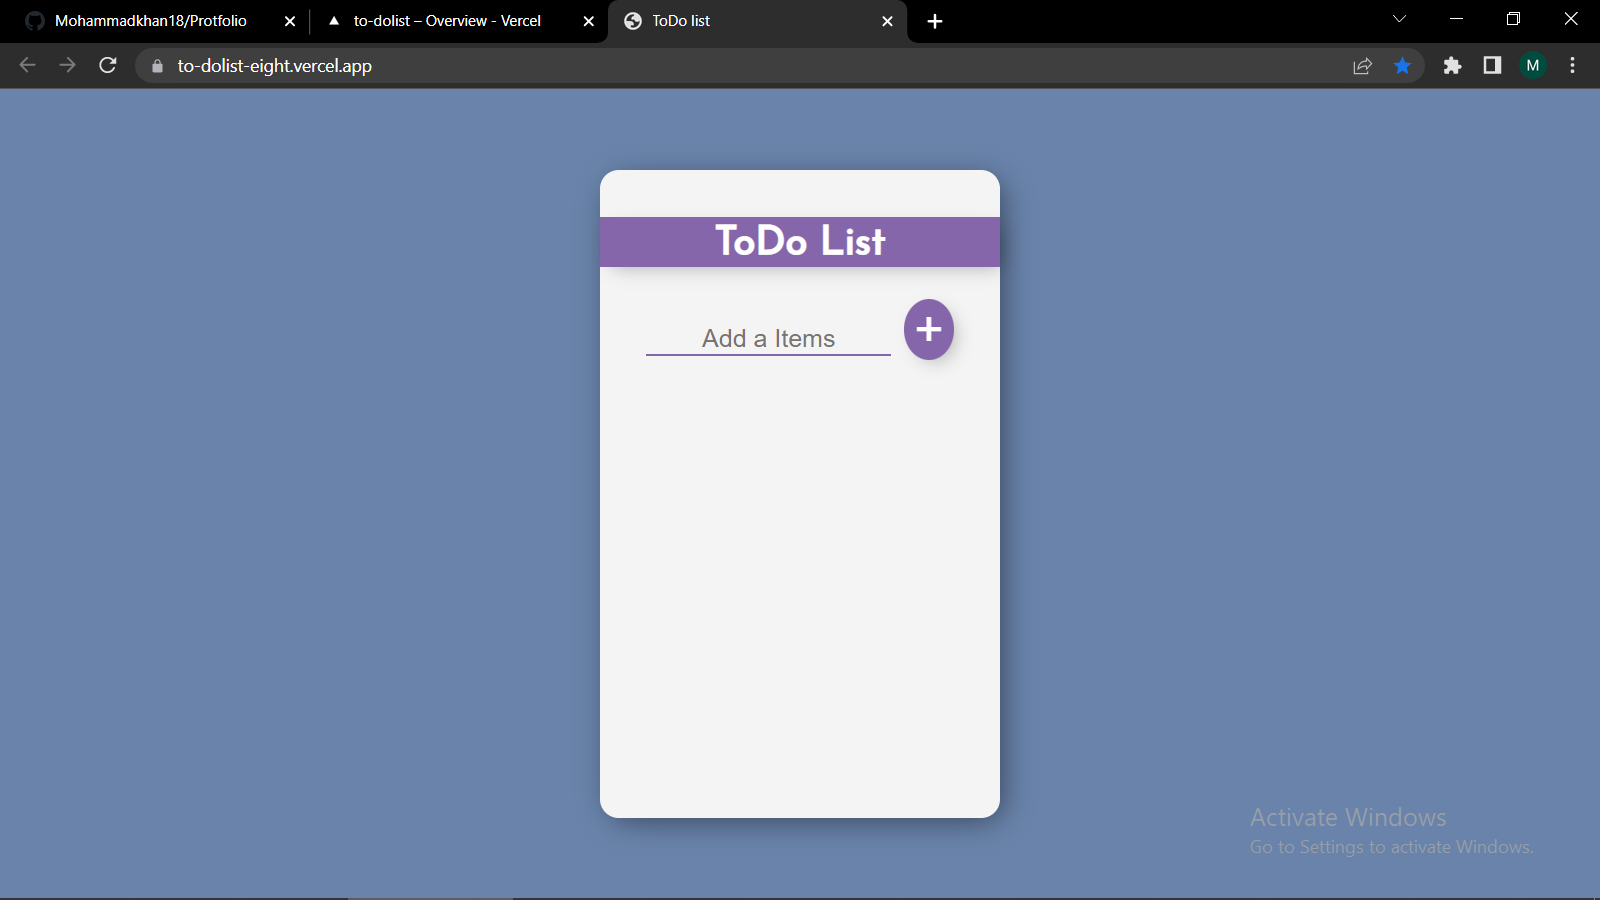 Mohammadkhan18/Protfolio
to-dolist – Overview - Vercel
ToDo list
to-dolist-eight.vercel.app
M
ToDo List
Add a Items
+
Activate Windows
Go to Settings to activate Windows.